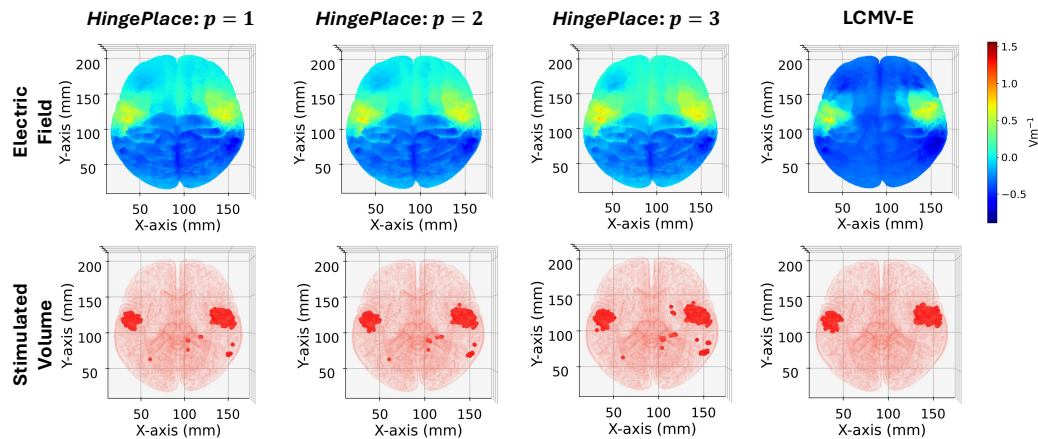 HingePlace: p = 1
HingePlace: p = 2
HingePlace: p = 3
LCMV-E
Electric
Field
Y-axis (mm)
200
150
100
50
50 100 150
X-axis (mm)
Y-axis (mm)
200
150
100
50
50 100 150
X-axis (mm)
Y-axis (mm)
200
150
100
50
50 100 150
X-axis (mm)
Y-axis (mm)
200
150
100
50
50 100 150
X-axis (mm)
1.5
1.0
0.5
0.0
−0.5
Vm⁻¹
Stimulated
Volume
Y-axis (mm)
200
150
100
50
50 100 150
X-axis (mm)
Y-axis (mm)
200
150
100
50
50 100 150
X-axis (mm)
Y-axis (mm)
200
150
100
50
50 100 150
X-axis (mm)
Y-axis (mm)
200
150
100
50
50 100 150
X-axis (mm)